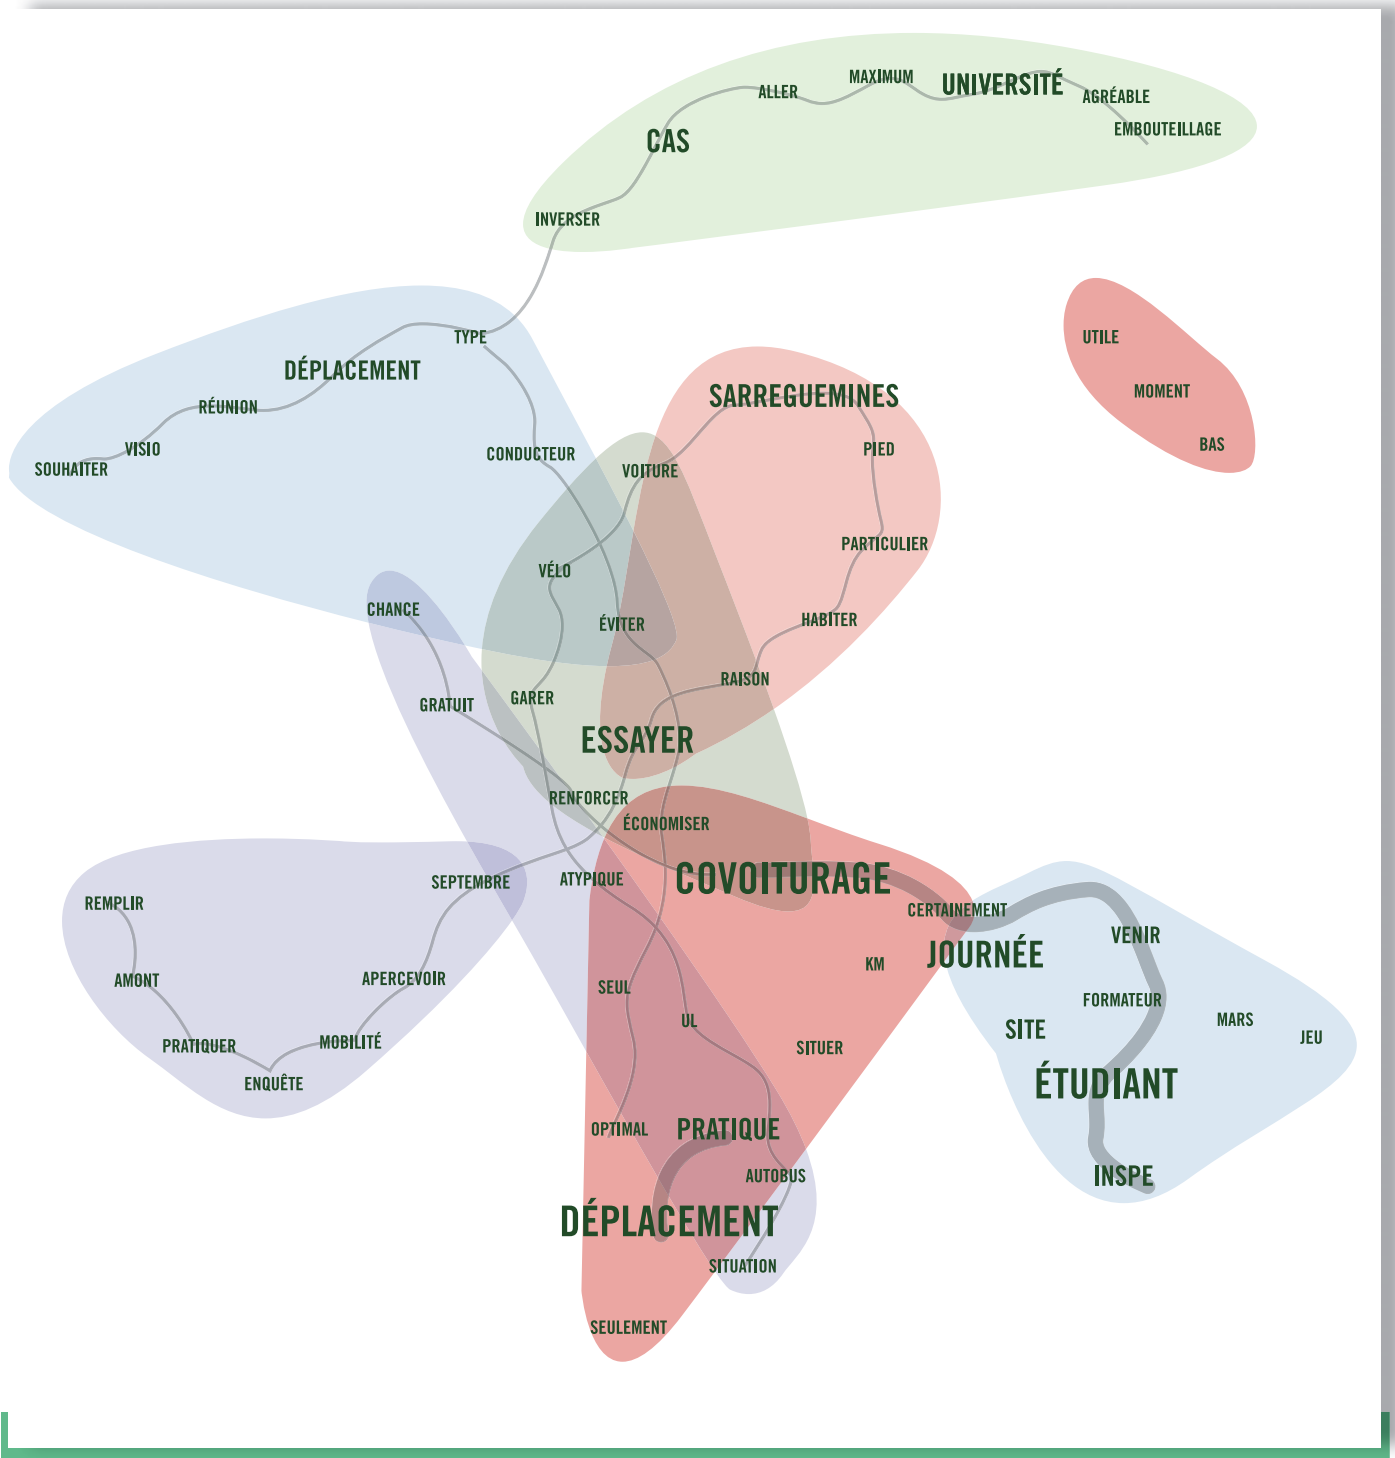 MAXIMUM
UNIVERSITÉ
ALLER
AGRÉABLE
EMBOUTEILLAGE
CAS
INVERSER
TYPE
DÉPLACEMENT
RÉUNION
VISIO
SOUHAITER
CONDUCTEUR
UTILE
MOMENT
BAS
SARREGUEMINES
PIED
VOITURE
PARTICULIER
VÉLO
CHANCE
ÉVITER
HABITER
RAISON
GRATUIT
GARER
ESSAYER
RENFORCER
ÉCONOMISER
COVOITURAGE
SEPTEMBRE
ATYPIQUE
REMPLIR
CERTAINEMENT
VENIR
JOURNÉE
KM
AMONT
APERCEVOIR
SEUL
FORMATEUR
UL
SITE
MARS
JEU
PRATIQUER
MOBILITÉ
SITUER
ENQUÊTE
ÉTUDIANT
OPTIMAL
PRATIQUE
AUTOBUS
INSPE
DÉPLACEMENT
SITUATION
SEULEMENT